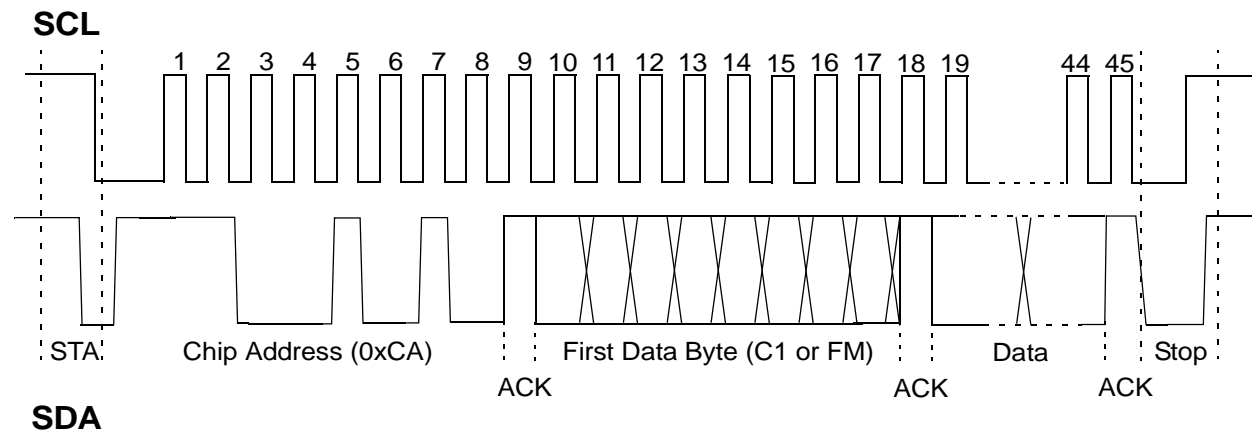 SCL
1 2 3 4 5 6 7 8 9 10 11 12 13 14 15 16 17 18 19 44 45
STA Chip Address (0xCA) First Data Byte (C1 or FM) Data Stop
ACK ACK ACK
SDA